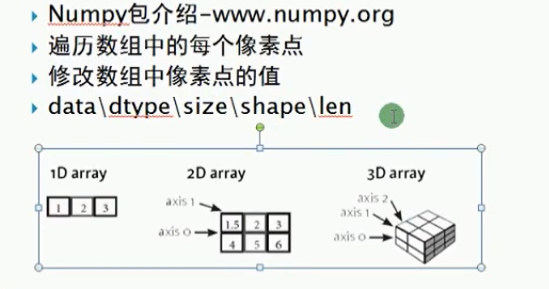 Numpy包介绍-www.numpy.org
遍历数组中的每个像素点
修改数组中像素点的值
data\dtype\size\shape\len
1D array 2D array 3D array
1 2 3
axis 1
axis 0
1.5 2 3
4 5 6
axis 2
axis 1
axis 0